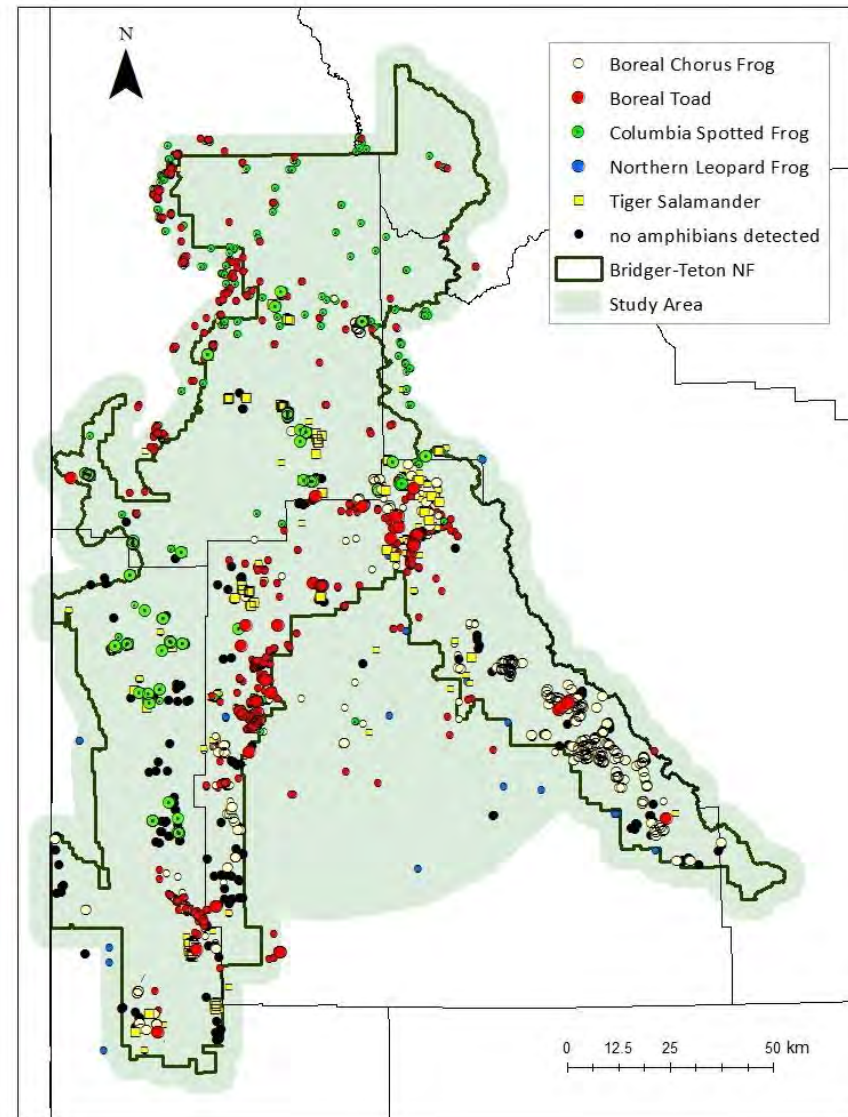 N
Boreal Chorus Frog
Boreal Toad
Columbia Spotted Frog
Northern Leopard Frog
Tiger Salamander
no amphibians detected
Bridger-Teton NF
Study Area
0 12.5 25 50 km